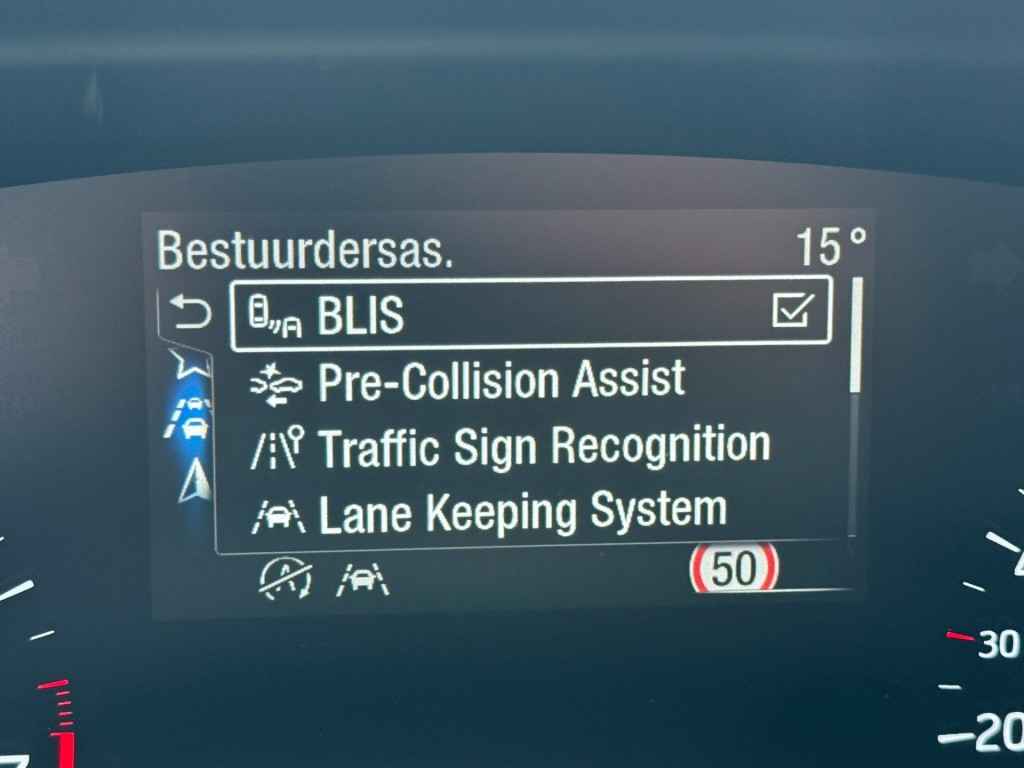 Bestuurdersas. 15°
BLIS
Pre-Collision Assist
Traffic Sign Recognition
Lane Keeping System
A 50
30
20